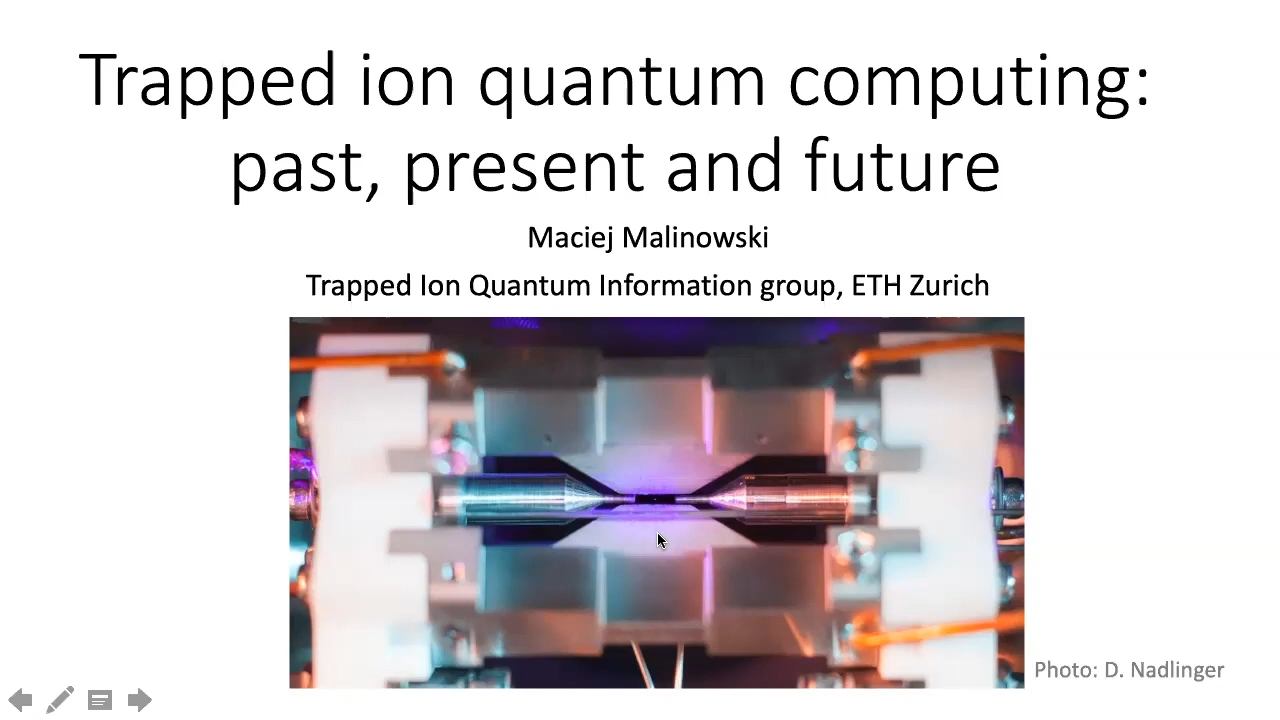 Trapped ion quantum computing:
past, present and future
Maciej Malinowski
Trapped Ion Quantum Information group, ETH Zurich
Photo: D. Nadlinger